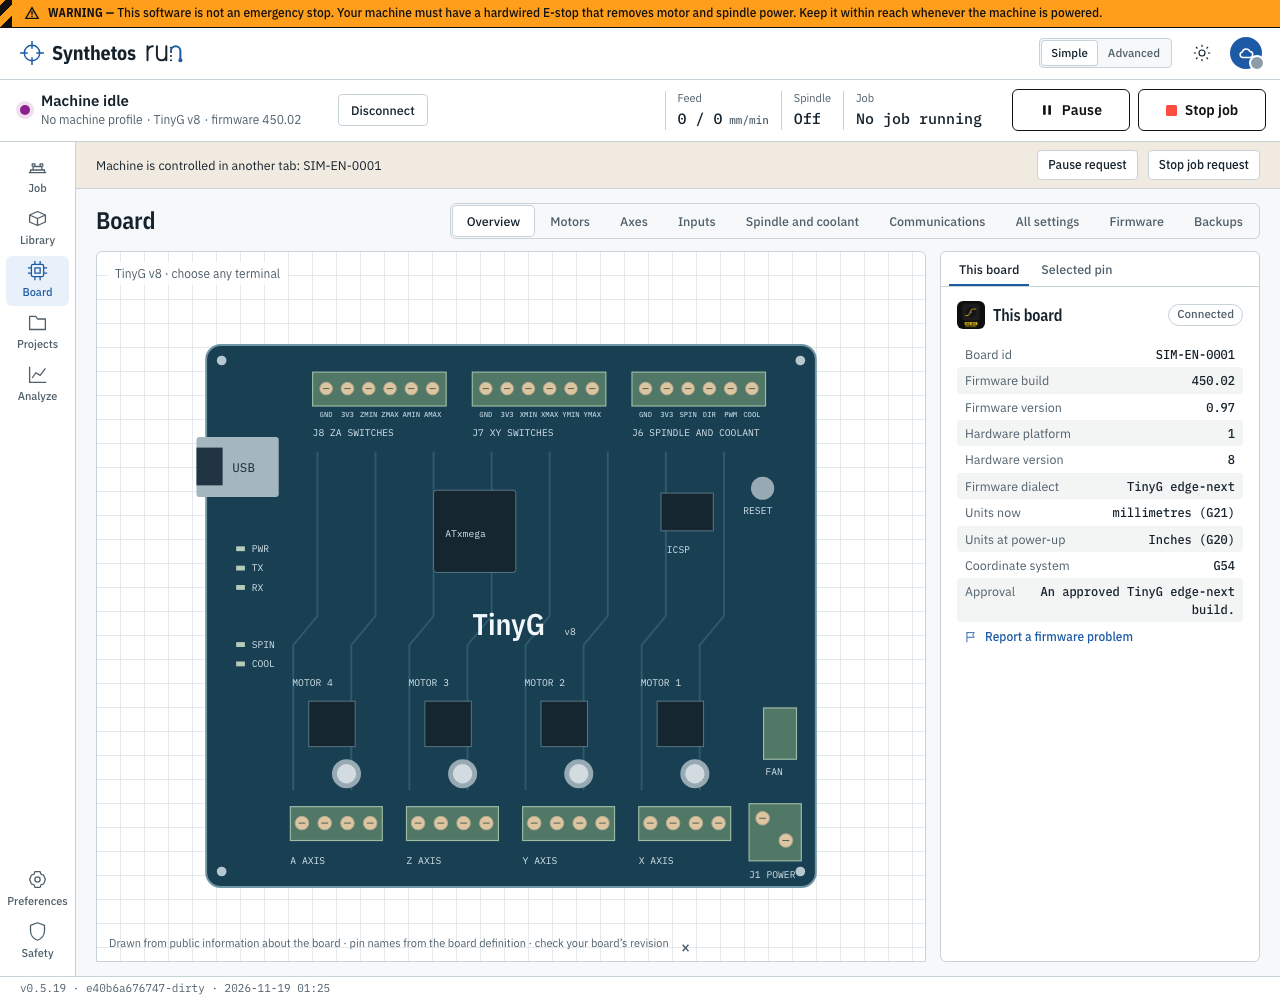 WARNING — This software is not an emergency stop. Your machine must have a hardwired E-stop that removes motor and spindle power. Keep it within reach whenever the machine is powered.
Synthetos run
Simple Advanced
Machine idle
No machine profile · TinyG v8 · firmware 450.02
Disconnect
Feed
0 / 0 mm/min
Spindle
Off
Job
No job running
Pause
Stop job
Job
Library
Board
Projects
Analyze
Preferences
Safety
Machine is controlled in another tab: SIM-EN-0001
Pause request
Stop job request
Board
Overview Motors Axes Inputs Spindle and coolant Communications All settings Firmware Backups
TinyG v8 · choose any terminal
GND 3V3 ZMIN ZMAX AMIN AMAX
J8 ZA SWITCHES
GND 3V3 XMIN XMAX YMIN YMAX
J7 XY SWITCHES
GND 3V3 SPIN DIR PWM COOL
J6 SPINDLE AND COOLANT
USB
RESET
ATxmega
ICSP
PWR
TX
RX
TinyG v8
SPIN
COOL
MOTOR 4
MOTOR 3
MOTOR 2
MOTOR 1
FAN
A AXIS
Z AXIS
Y AXIS
X AXIS
J1 POWER
Drawn from public information about the board · pin names from the board definition · check your board's revision ×
This board Selected pin
This board
Connected
Board id SIM-EN-0001
Firmware build 450.02
Firmware version 0.97
Hardware platform 1
Hardware version 8
Firmware dialect TinyG edge-next
Units now millimetres (G21)
Units at power-up Inches (G20)
Coordinate system G54
Approval An approved TinyG edge-next
build.
Report a firmware problem
v0.5.19 · e40b6a676747-dirty · 2026-11-19 01:25